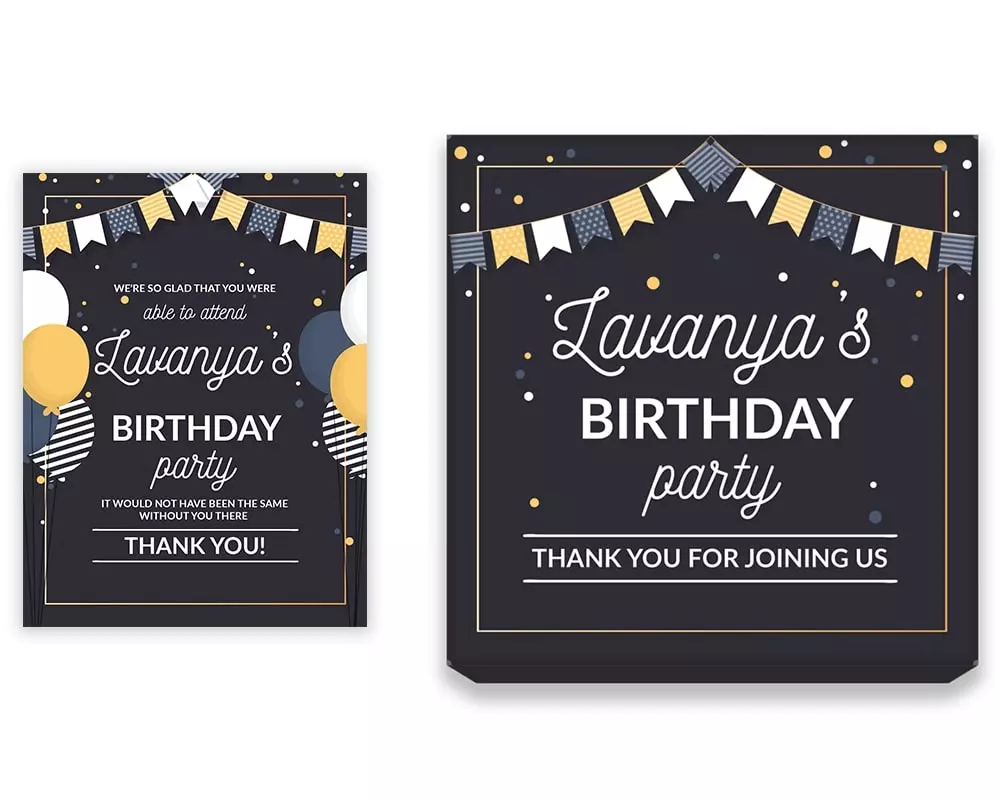 WE'RE SO GLAD THAT YOU WERE
able to attend
Lavanya's
BIRTHDAY
party
IT WOULD NOT HAVE BEEN THE SAME
WITHOUT YOU THERE
THANK YOU!
Lavanya's
BIRTHDAY
party
THANK YOU FOR JOINING US